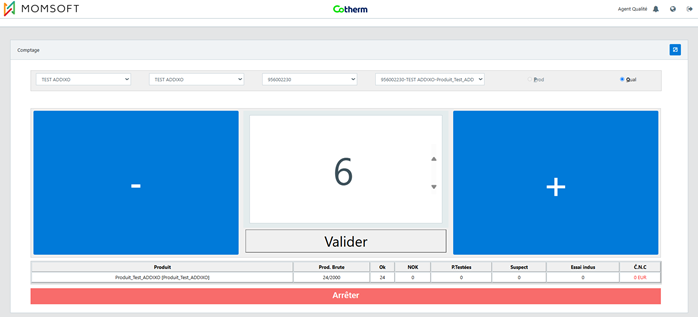 MOMSOFT
Cotherm
Agent Qualité
Comptage
TEST ADDIXO TEST ADDIXO 956002230 956002230-TEST ADDIXO-Produit_Test_ADD Prod Qual
- 6 +
Valider
Produit Prod. Brute Ok NOK P.Testées Suspect Essai indus C.N.C
Produit_Test_ADDIXO [Produit_Test_ADDIXO] 24/2000 24 0 0 0 0 0 EUR
Arrêter